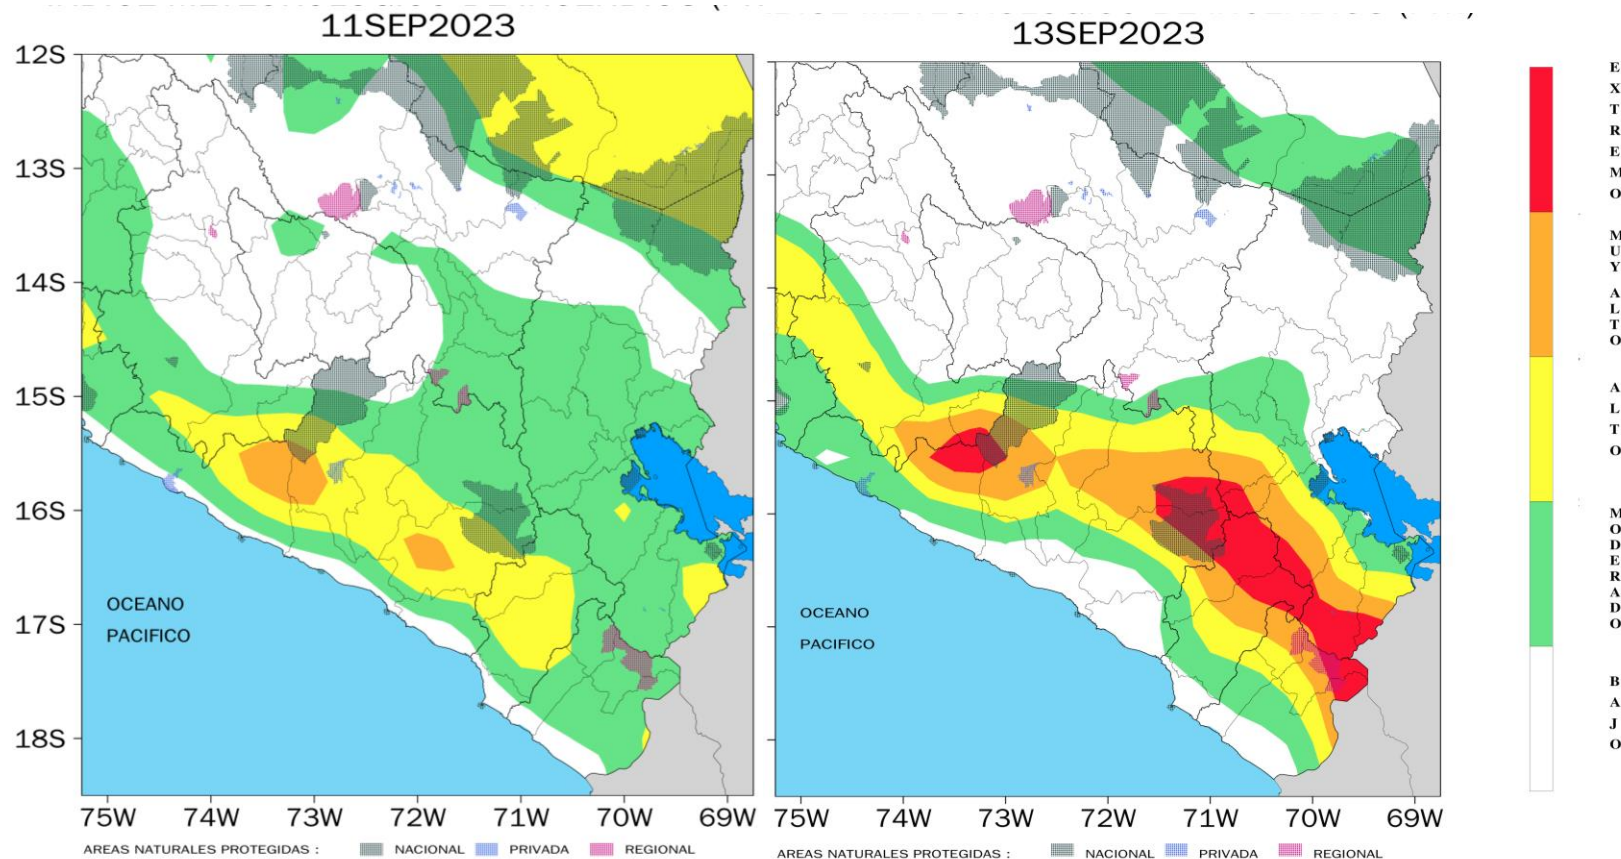 11SEP2023
13SEP2023
12S
13S
14S
15S
16S
17S
18S
OCEANO
PACIFICO
75W 74W 73W 72W 71W 70W 69W
AREAS NATURALES PROTEGIDAS : NACIONAL PRIVADA REGIONAL
OCEANO
PACIFICO
75W 74W 73W 72W 71W 70W 69W
AREAS NATURALES PROTEGIDAS : NACIONAL PRIVADA REGIONAL
EXTREMO
MUY ALTO
ALTO
MODERADO
BAJO